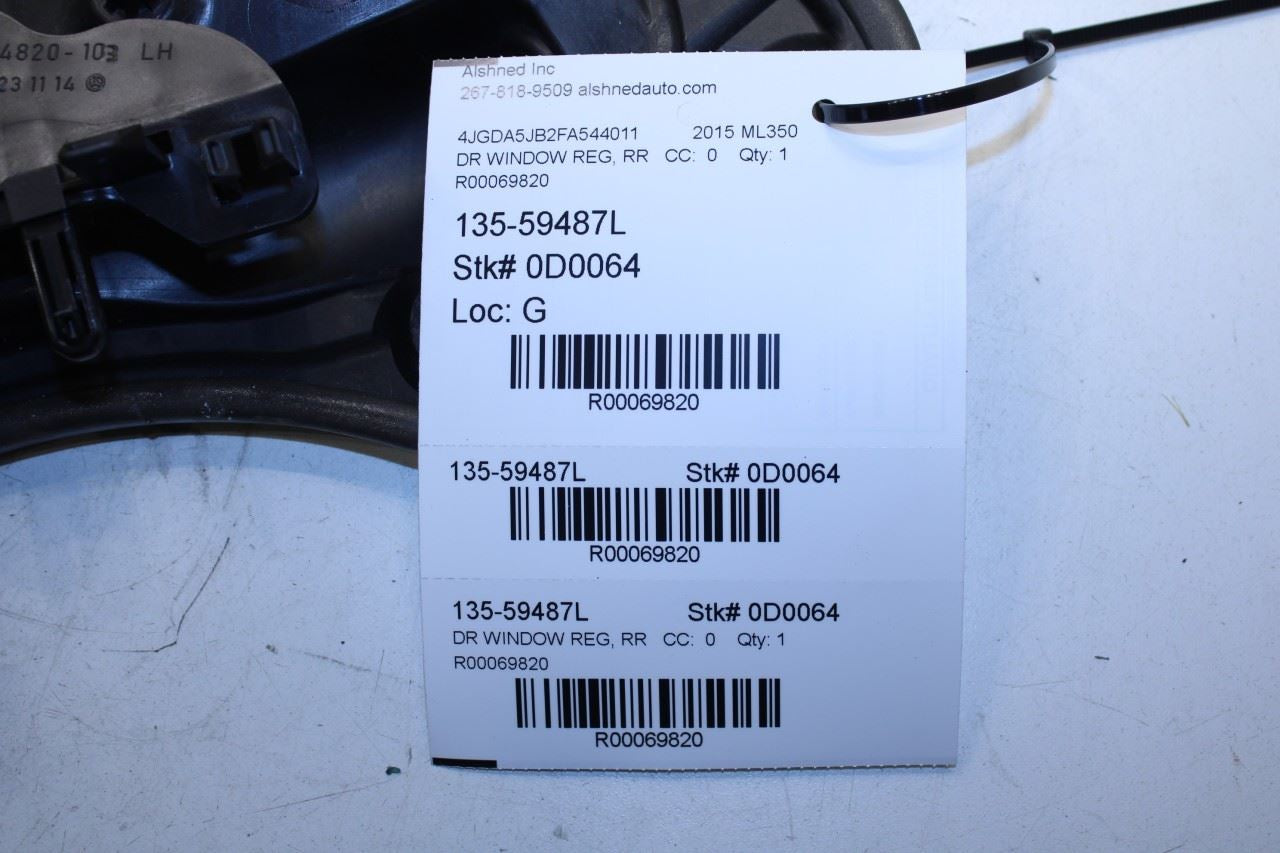 4820-103 LH
23 11 14
Alshned Inc
267-818-9509 alshnedauto.com
4JGDA5JB2FA544011 2015 ML350
DR WINDOW REG, RR CC: 0 Qty: 1
R00069820
135-59487L
Stk# 0D0064
Loc: G
R00069820
135-59487L Stk# 0D0064
R00069820
135-59487L Stk# 0D0064
DR WINDOW REG, RR CC: 0 Qty: 1
R00069820
R00069820